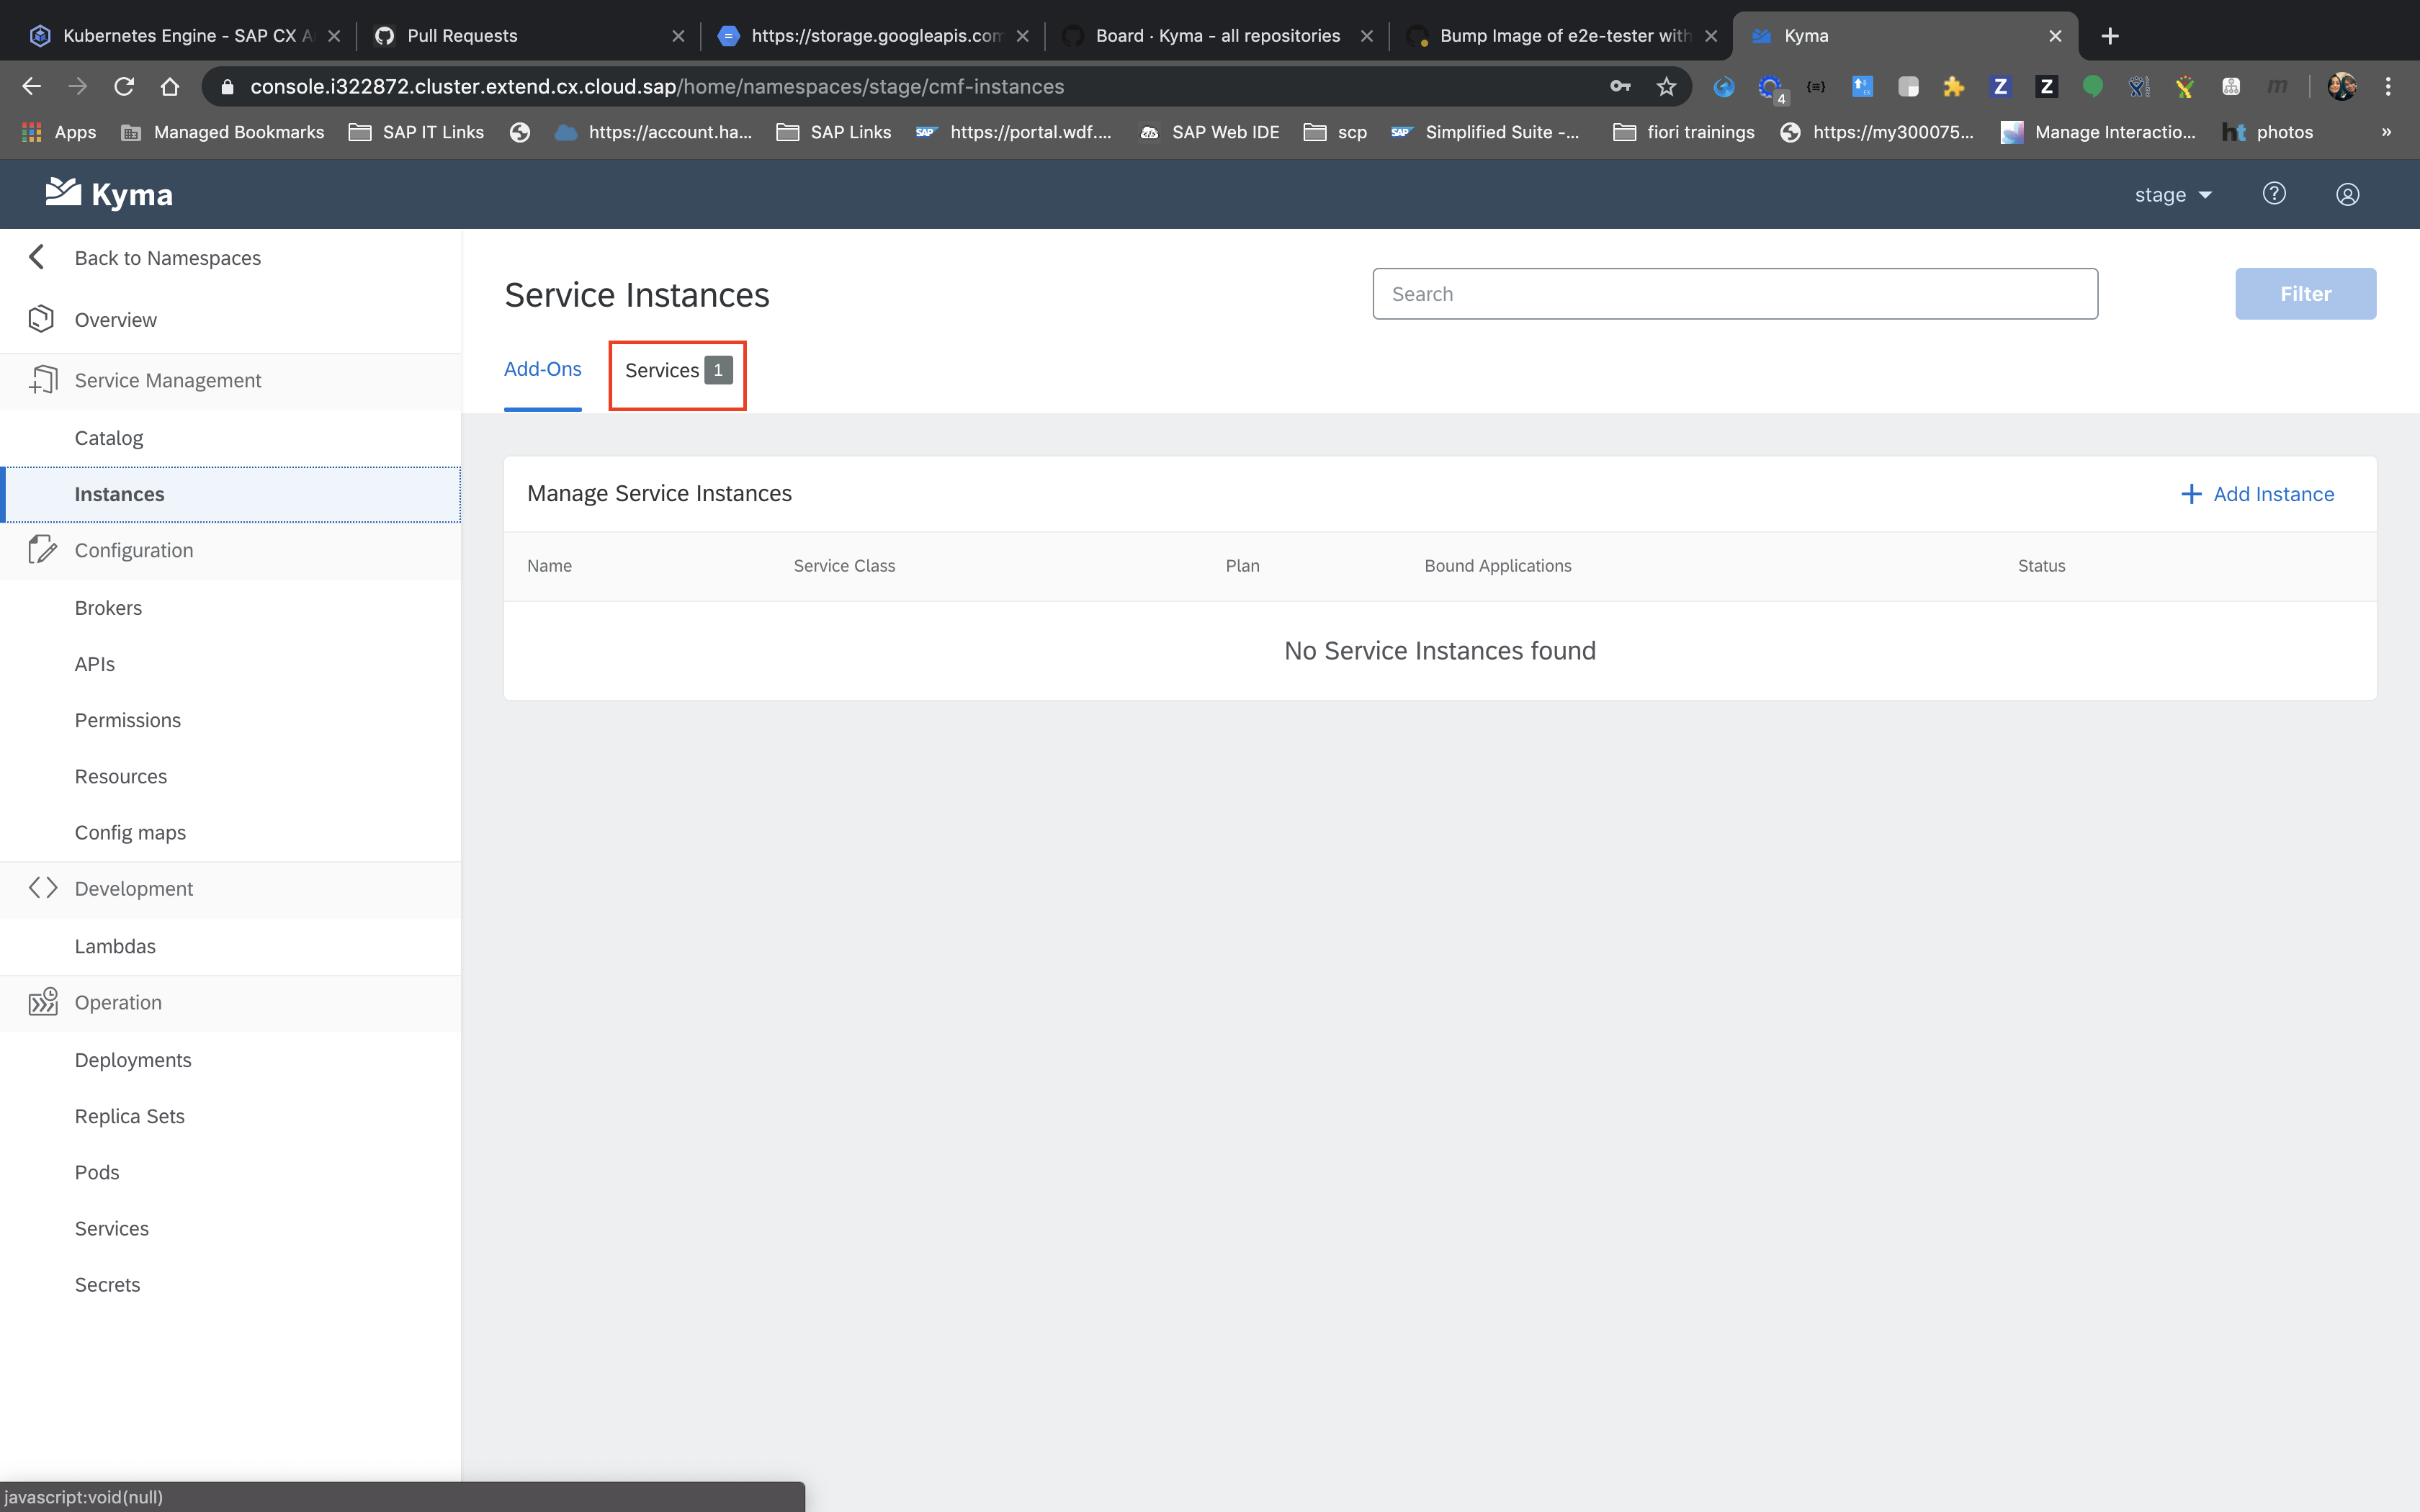 Kubernetes Engine - SAP CX A
Pull Requests
https://storage.googleapis.com
Board · Kyma - all repositories
Bump Image of e2e-tester with
Kyma
console.i322872.cluster.extend.cx.cloud.sap/home/namespaces/stage/cmf-instances
4
Apps
Managed Bookmarks
SAP IT Links
https://account.ha...
SAP Links
SAP
https://portal.wdf....
SAP Web IDE
scp
SAP
Simplified Suite -...
fiori trainings
https://my300075...
Manage Interactio...
ht
photos
»
Kyma
stage
Back to Namespaces
Overview
Service Management
Catalog
Instances
Configuration
Brokers
APIs
Permissions
Resources
Config maps
Development
Lambdas
Operation
Deployments
Replica Sets
Pods
Services
Secrets
Service Instances
Search
Filter
Add-Ons
Services 1
Manage Service Instances
+ Add Instance
Name Service Class Plan Bound Applications Status
No Service Instances found
javascript:void(null)